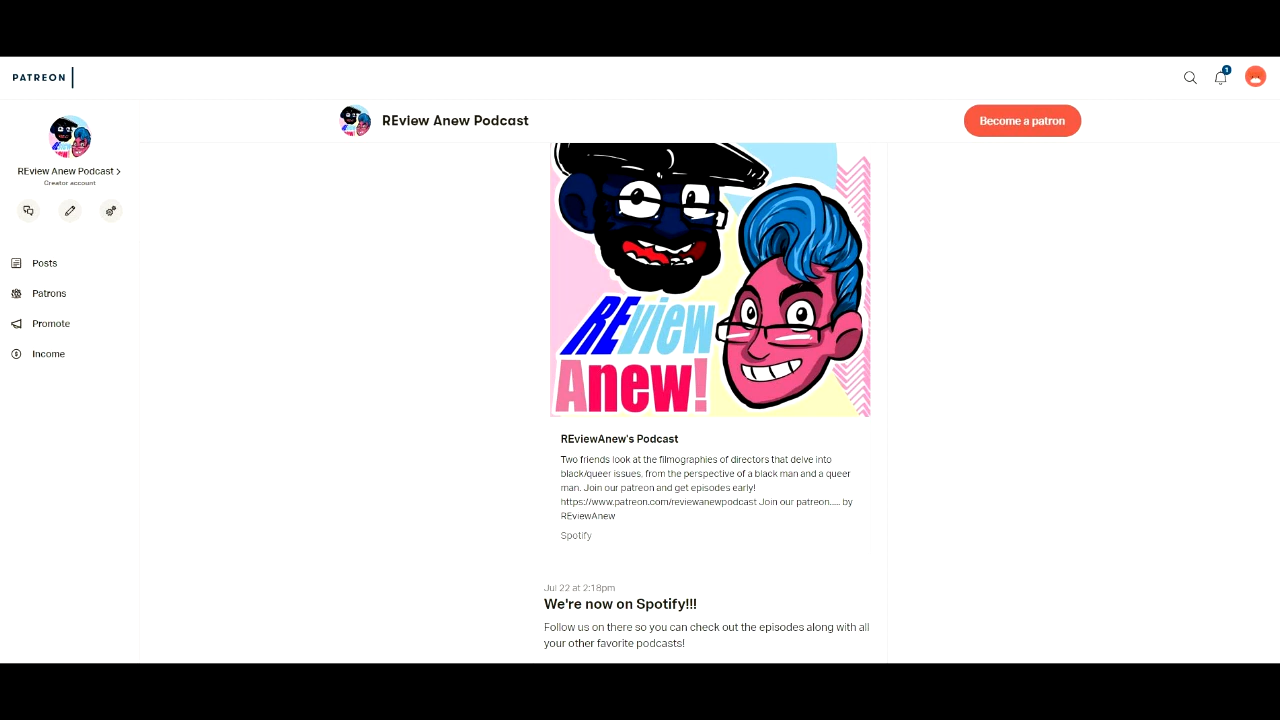 PATREON
1
REview Anew Podcast
Become a patron
REview Anew Podcast
Creator account
Posts
Patrons
Promote
Income
REview
Anew!
REviewAnew's Podcast
Two friends look at the filmographies of directors that delve into
black/queer issues, from the perspective of a black man and a queer
man. Join our patreon and get episodes early!
https://www.patreon.com/reviewanewpodcast Join our patreon..... by
REviewAnew
Spotify
Jul 22 at 2:18pm
We're now on Spotify!!!
Follow us on there so you can check out the episodes along with all
your other favorite podcasts!